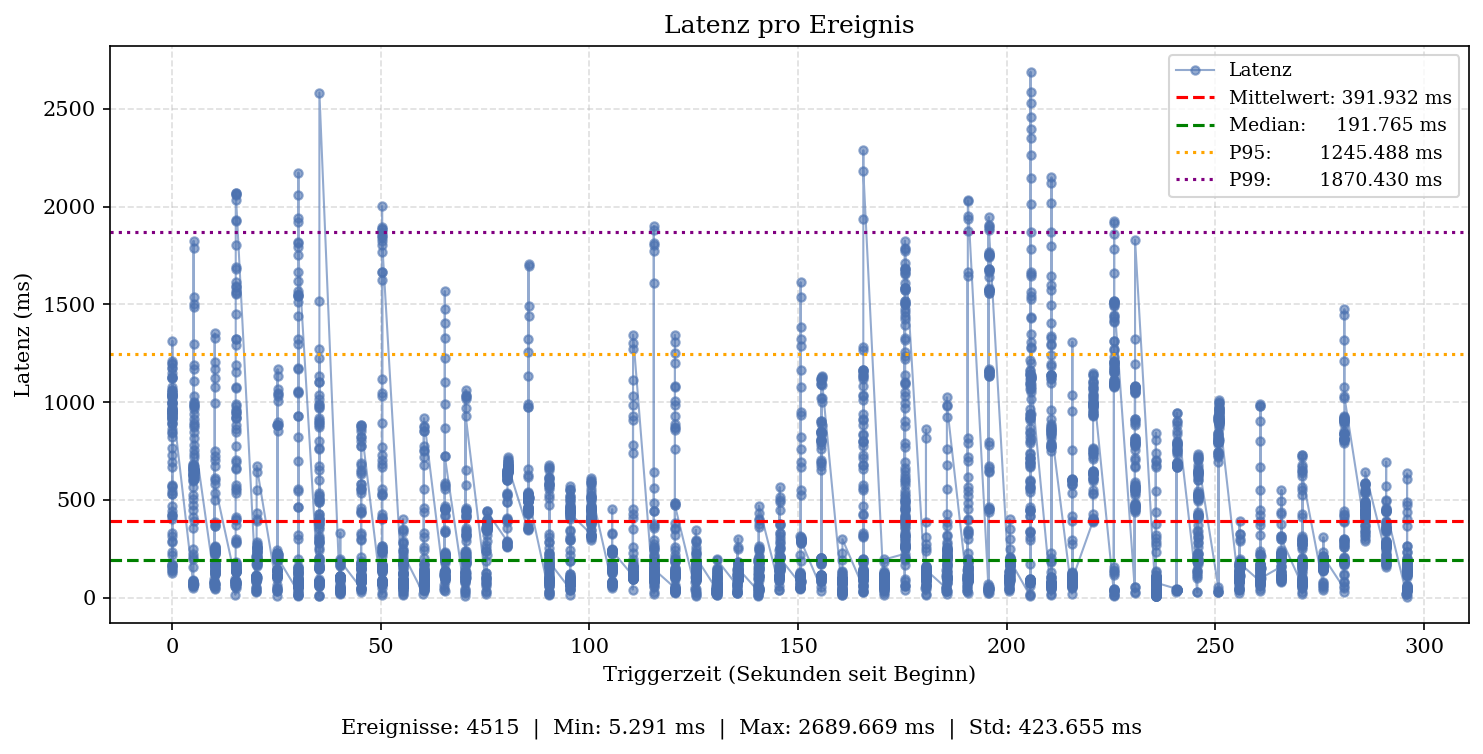 Latenz pro Ereignis
Latenz (ms)
2500
2000
1500
1000
500
0
Latenz
Mittelwert: 391.932 ms
Median: 191.765 ms
P95: 1245.488 ms
P99: 1870.430 ms
0 50 100 150 200 250 300
Triggerzeit (Sekunden seit Beginn)
Ereignisse: 4515 | Min: 5.291 ms | Max: 2689.669 ms | Std: 423.655 ms